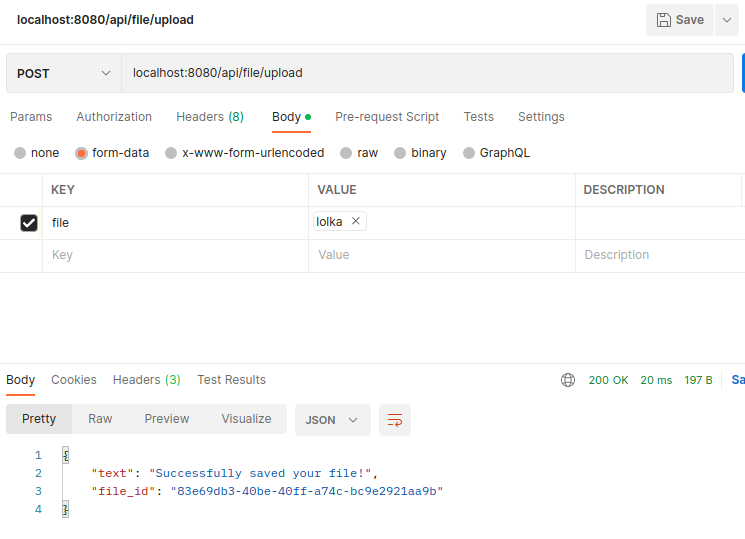 localhost:8080/api/file/upload
Save
POST localhost:8080/api/file/upload
Params Authorization Headers (8) Body Pre-request Script Tests Settings
none form-data x-www-form-urlencoded raw binary GraphQL
KEY VALUE DESCRIPTION
file lolka
Key Value Description
Body Cookies Headers (3) Test Results 200 OK 20 ms 197 B Sa
Pretty Raw Preview Visualize JSON
1 {
2 "text": "Successfully saved your file!",
3 "file_id": "83e69db3-40be-40ff-a74c-bc9e2921aa9b"
4 }